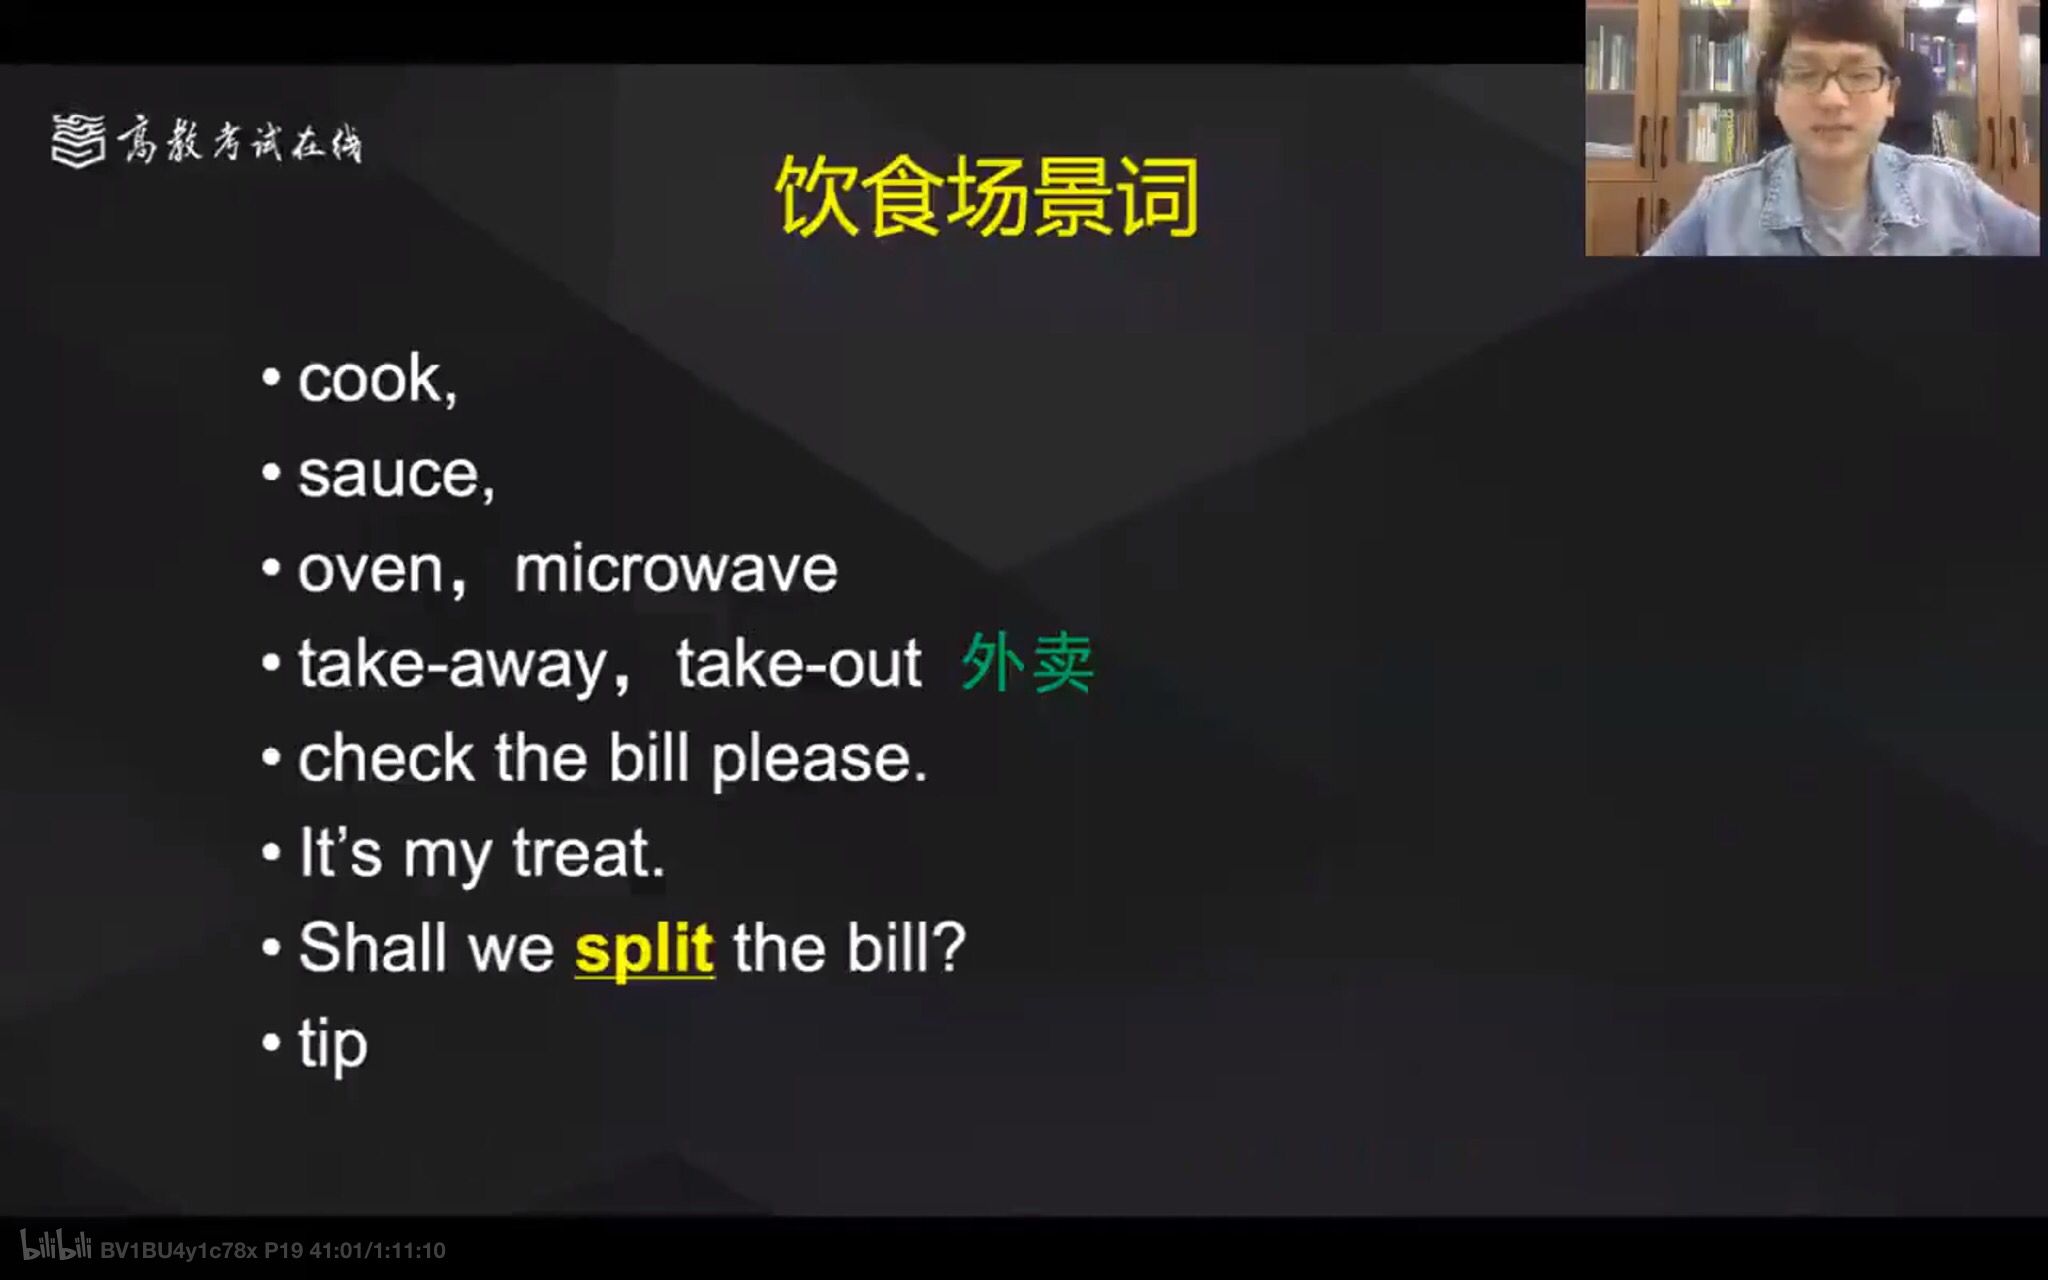 高教考试在线
饮食场景词
• cook,
• sauce,
• oven，microwave
• take-away，take-out 外卖
• check the bill please.
• It’s my treat.
• Shall we split the bill?
• tip
bilibili BV1BU4y1c78x P19 41:01/1:11:10